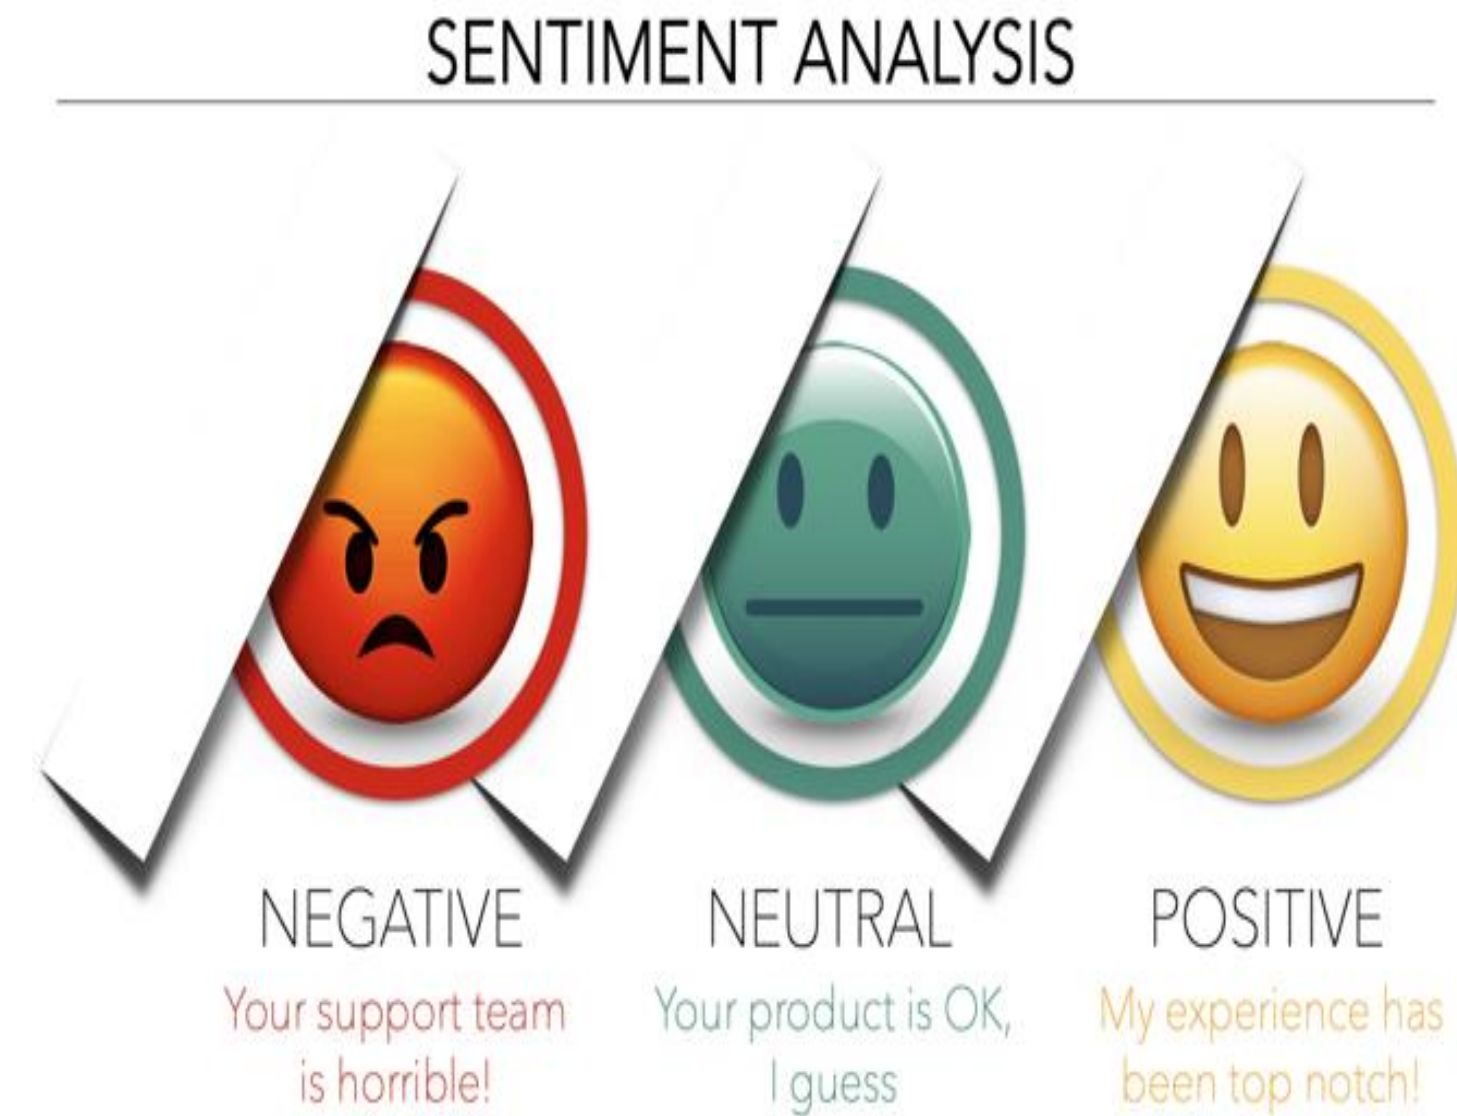 SENTIMENT ANALYSIS
NEGATIVE
Your support team
is horrible!
NEUTRAL
Your product is OK,
I guess
POSITIVE
My experience has
been top notch!